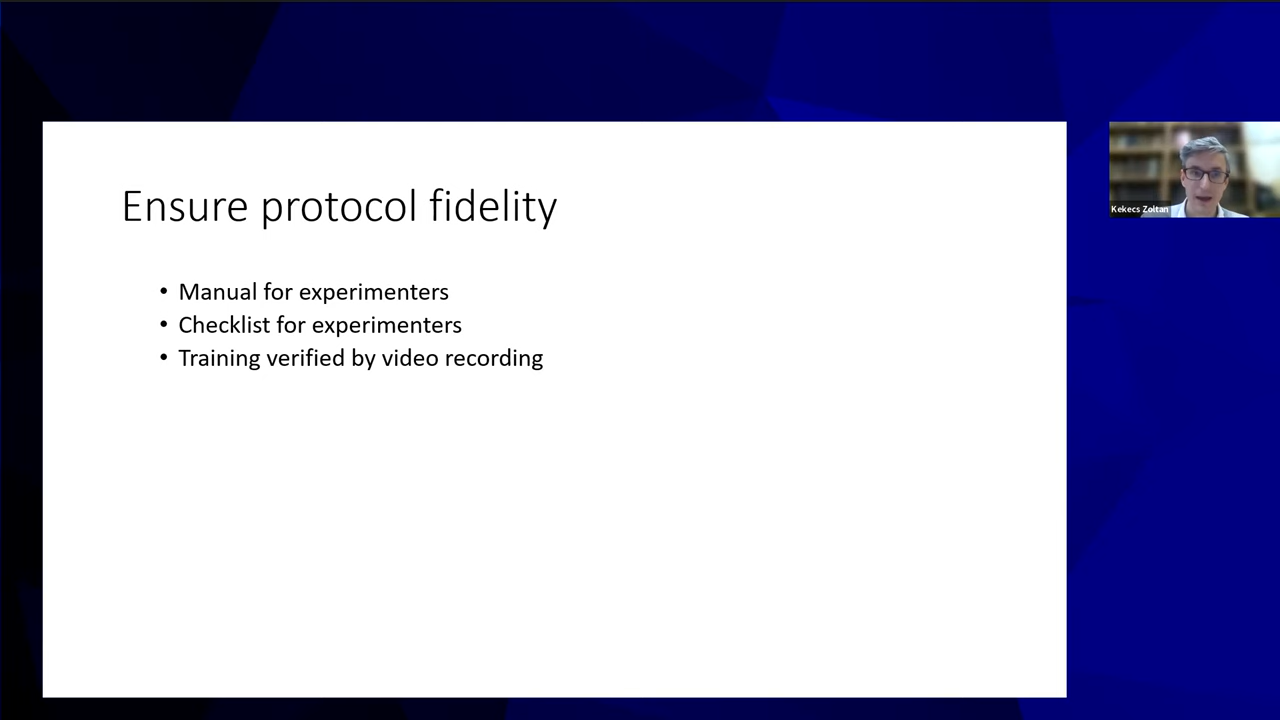 Ensure protocol fidelity
• Manual for experimenters
• Checklist for experimenters
• Training verified by video recording
Kekecs Zoltan